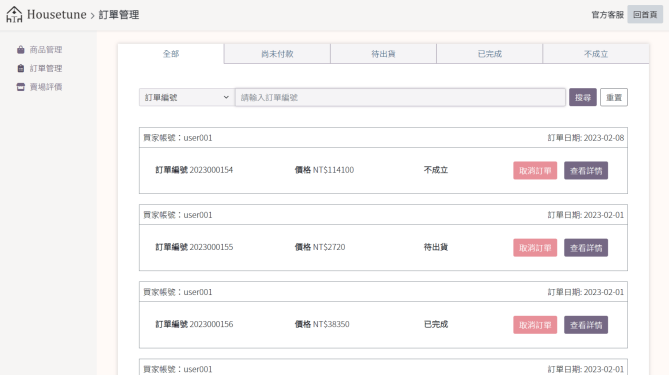 Housetune > 訂單管理
官方客服 回首頁
商品管理
訂單管理
賣場評價
全部 尚未付款 待出貨 已完成 不成立
訂單編號 請輸入訂單編號 搜尋 重置
買家帳號：user001 訂單日期: 2023-02-08
訂單編號 2023000154 價格 NT$114100 不成立 取消訂單 查看詳情
買家帳號：user001 訂單日期: 2023-02-01
訂單編號 2023000155 價格 NT$2720 待出貨 取消訂單 查看詳情
買家帳號：user001 訂單日期: 2023-02-01
訂單編號 2023000156 價格 NT$38350 已完成 取消訂單 查看詳情
買家帳號：user001 訂單日期: 2023-02-01